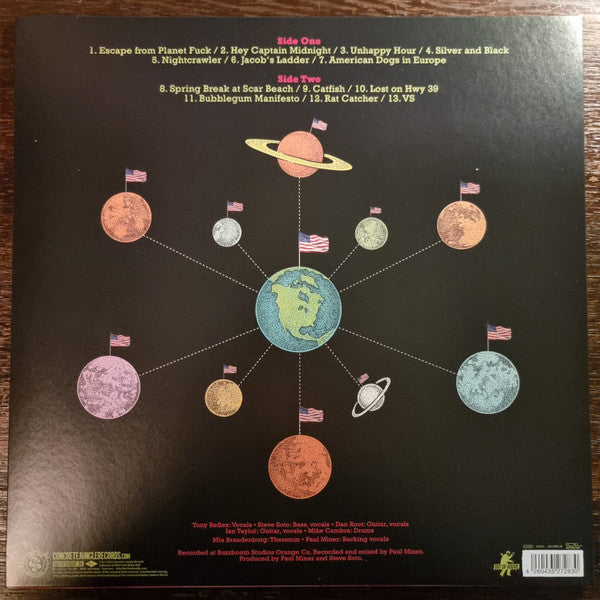 Side One
1. Escape from Planet Fuck / 2. Hey Captain Midnight / 3. Unhappy Hour / 4. Silver and Black
5. Nightcrawler / 6. Jacob's Ladder / 7. American Dogs in Europe
Side Two
8. Spring Break at Scar Beach / 9. Catfish / 10. Lost on Hwy 39
11. Bubblegum Manifesto / 12. Rat Catcher / 13. VS
Tony Reflex: Vocals • Steve Soto: Bass, vocals • Dan Root: Guitar, vocals
Ian Taylor: Guitar, vocals • Mike Cambra: Drums
Mia Brandenburg: Theremin • Paul Miner: Backing vocals
Recorded at Buzzbomb Studios Orange Ca. Recorded and mixed by Paul Miner.
Produced by Paul Miner and Steve Soto.
CONCRETEJUNGLERECORDS.COM